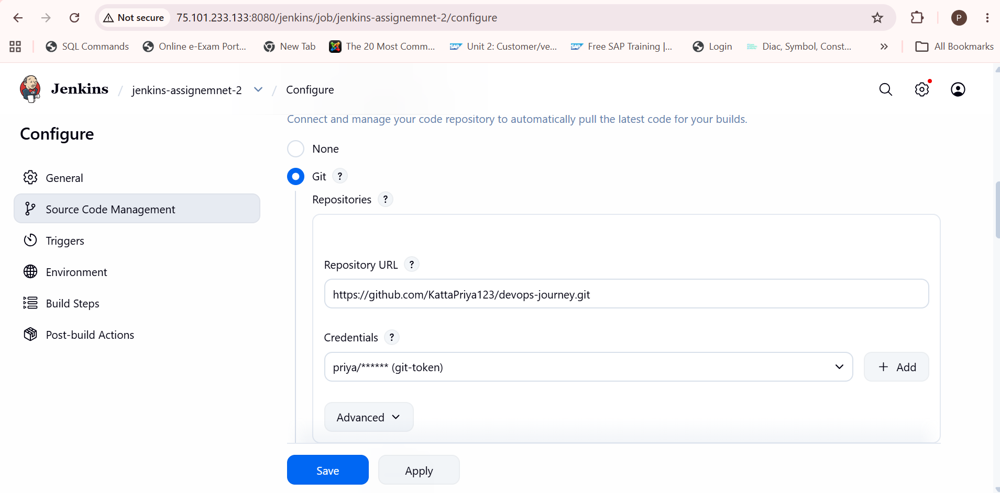 Not secure 75.101.233.133:8080/jenkins/job/jenkins-assignemnet-2/configure P
SQL Commands Online e-Exam Port... New Tab The 20 Most Comm... SAP Unit 2: Customer/ve... SAP Free SAP Training |... Login Diac, Symbol, Const... » All Bookmarks
Jenkins / jenkins-assignemnet-2 / Configure
Connect and manage your code repository to automatically pull the latest code for your builds.
Configure
None
General
Git ?
Repositories ?
Source Code Management
Triggers
Repository URL ?
Environment
https://github.com/KattaPriya123/devops-journey.git
Build Steps
Post-build Actions
Credentials ?
priya/****** (git-token)
+ Add
Advanced
Save Apply